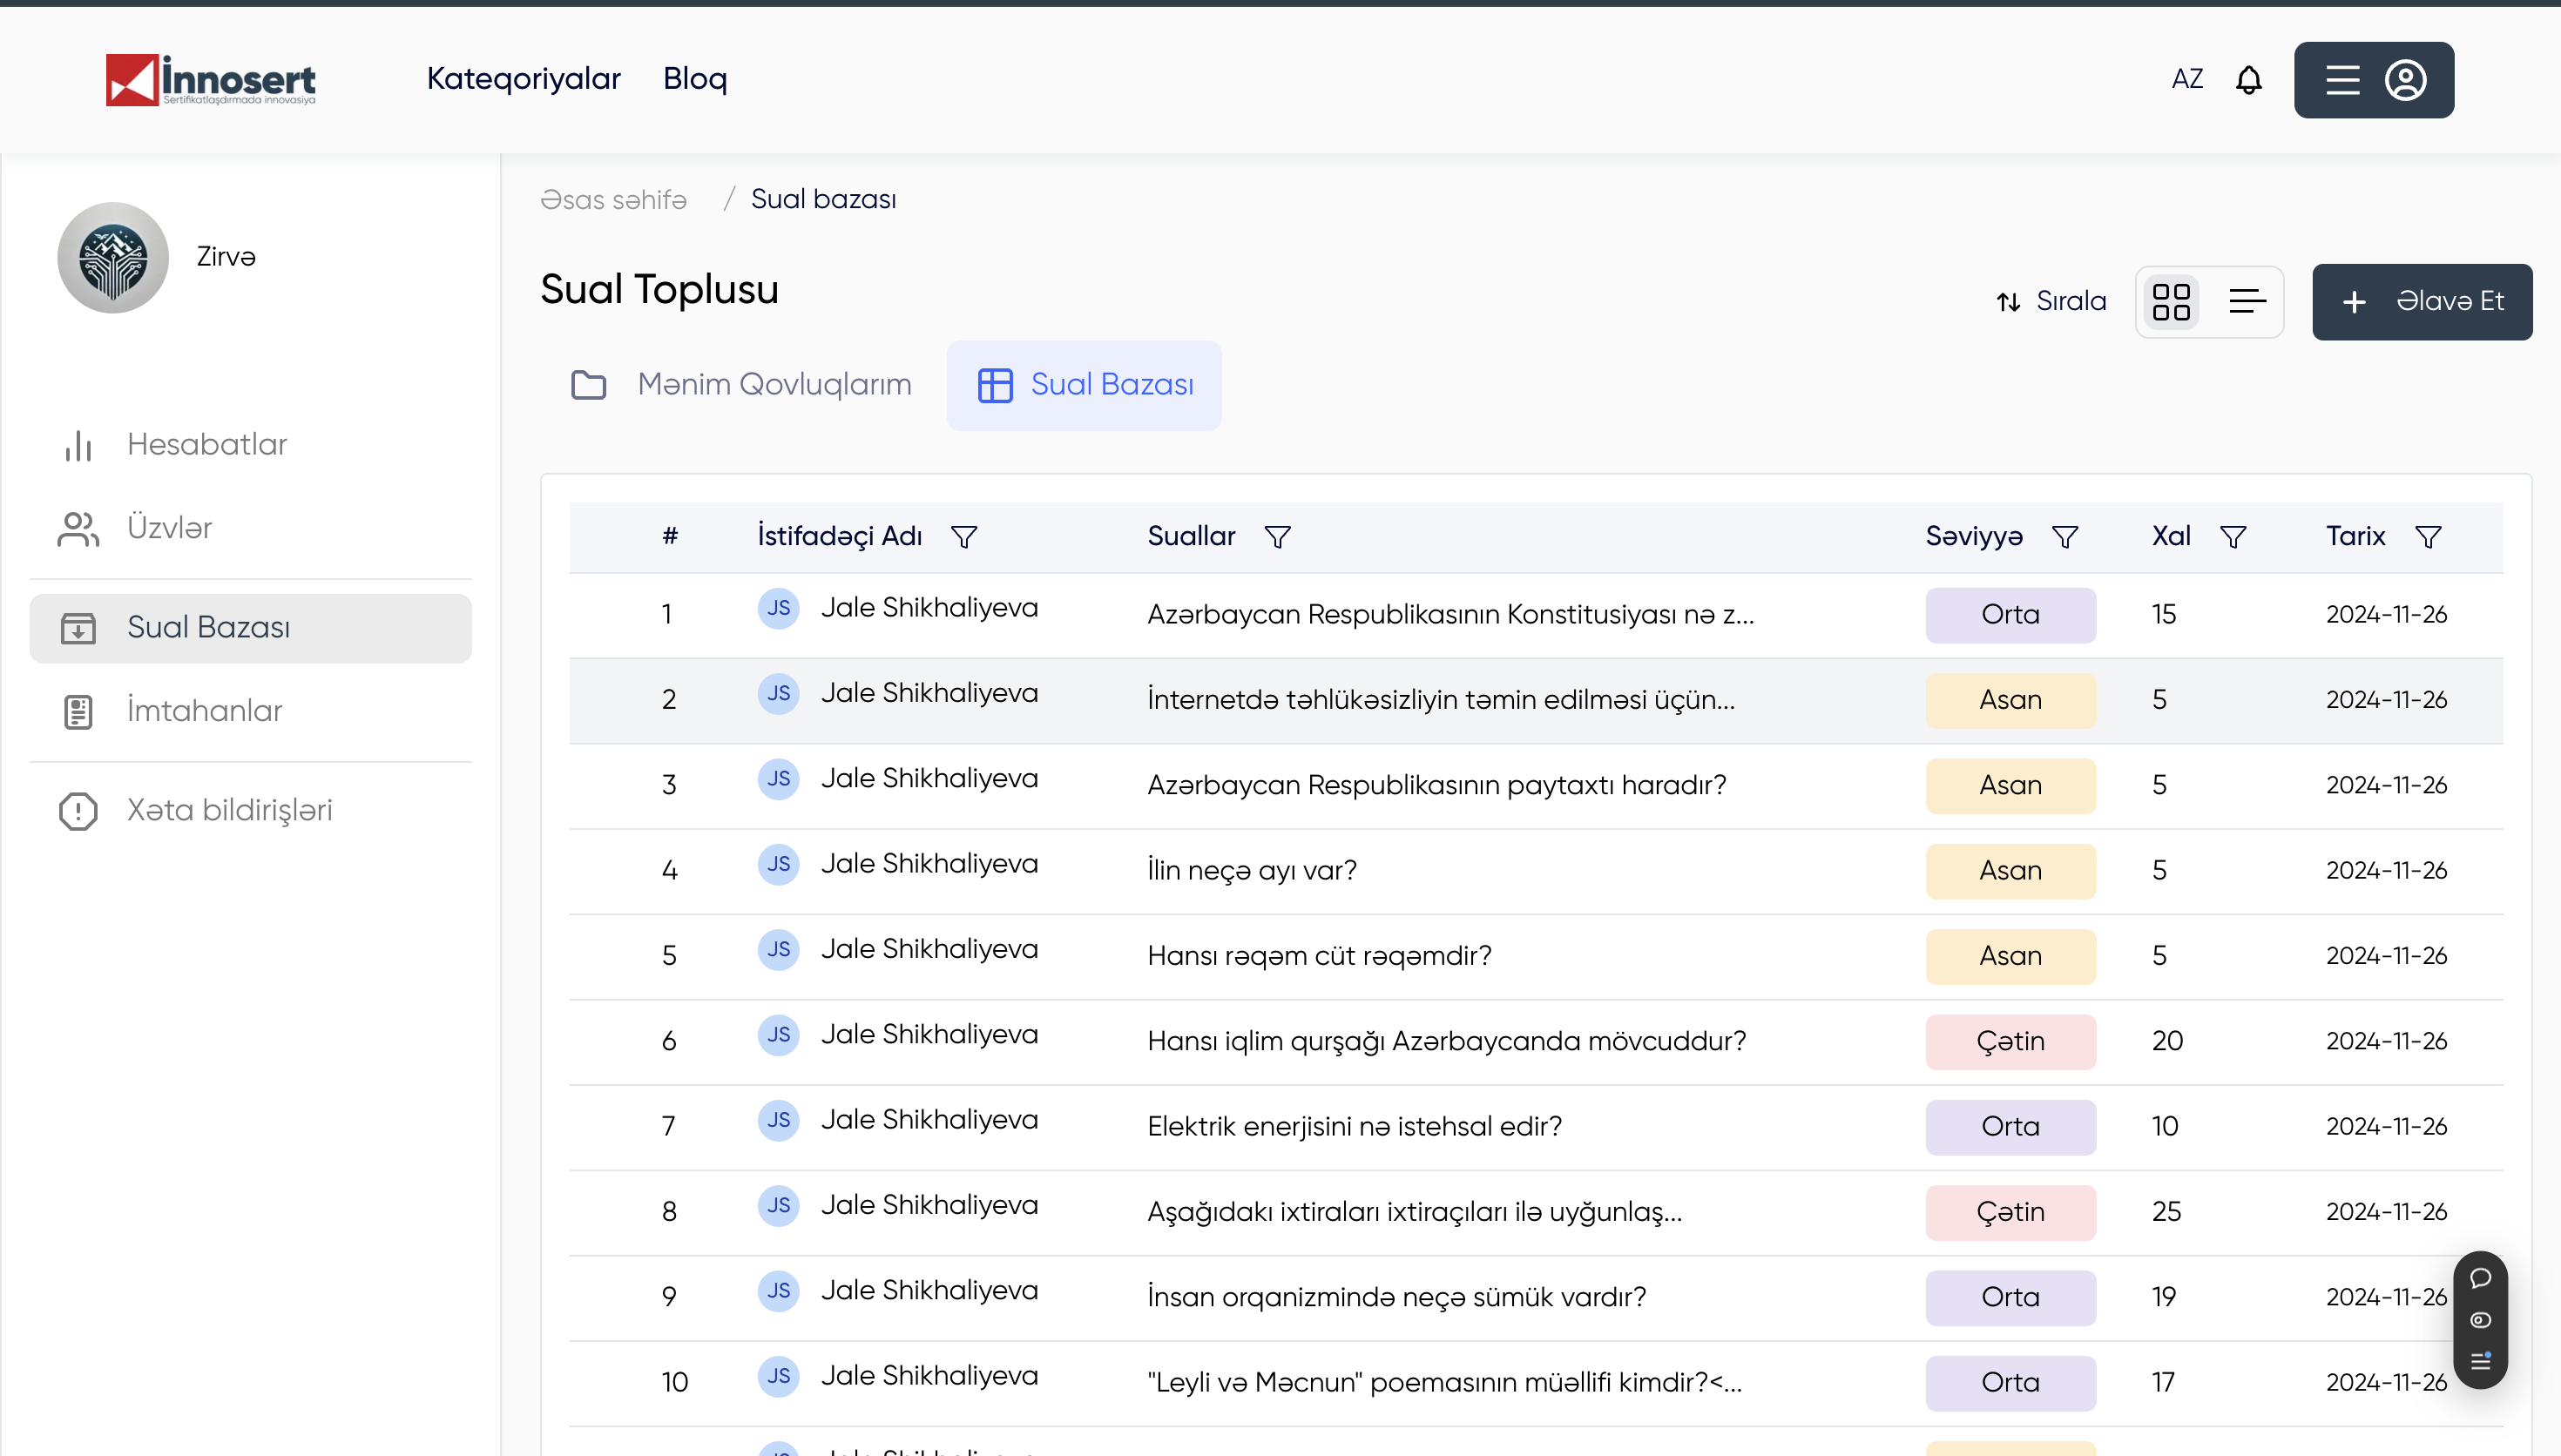 İnnosert
Sertifikatlaşdırmada innovasiya
Kateqoriyalar Bloq
AZ
Zirvə
Hesabatlar
Üzvlər
Sual Bazası
İmtahanlar
Xəta bildirişləri
Əsas səhifə / Sual bazası
Sual Toplusu
Sırala
+ Əlavə Et
Mənim Qovluqlarım Sual Bazası
# İstifadəçi Adı Suallar Səviyyə Xal Tarix
1 JS Jale Shikhaliyeva Azərbaycan Respublikasının Konstitusiyası nə z... Orta 15 2024-11-26
2 JS Jale Shikhaliyeva İnternetdə təhlükəsizliyin təmin edilməsi üçün... Asan 5 2024-11-26
3 JS Jale Shikhaliyeva Azərbaycan Respublikasının paytaxtı haradır? Asan 5 2024-11-26
4 JS Jale Shikhaliyeva İlin neçə ayı var? Asan 5 2024-11-26
5 JS Jale Shikhaliyeva Hansı rəqəm cüt rəqəmdir? Asan 5 2024-11-26
6 JS Jale Shikhaliyeva Hansı iqlim qurşağı Azərbaycanda mövcuddur? Çətin 20 2024-11-26
7 JS Jale Shikhaliyeva Elektrik enerjisini nə istehsal edir? Orta 10 2024-11-26
8 JS Jale Shikhaliyeva Aşağıdakı ixtiraları ixtiraçıları ilə uyğunlaş... Çətin 25 2024-11-26
9 JS Jale Shikhaliyeva İnsan orqanizmində neçə sümük vardır? Orta 19 2024-11-26
10 JS Jale Shikhaliyeva "Leyli və Məcnun" poemasının müəllifi kimdir?<... Orta 17 2024-11-26